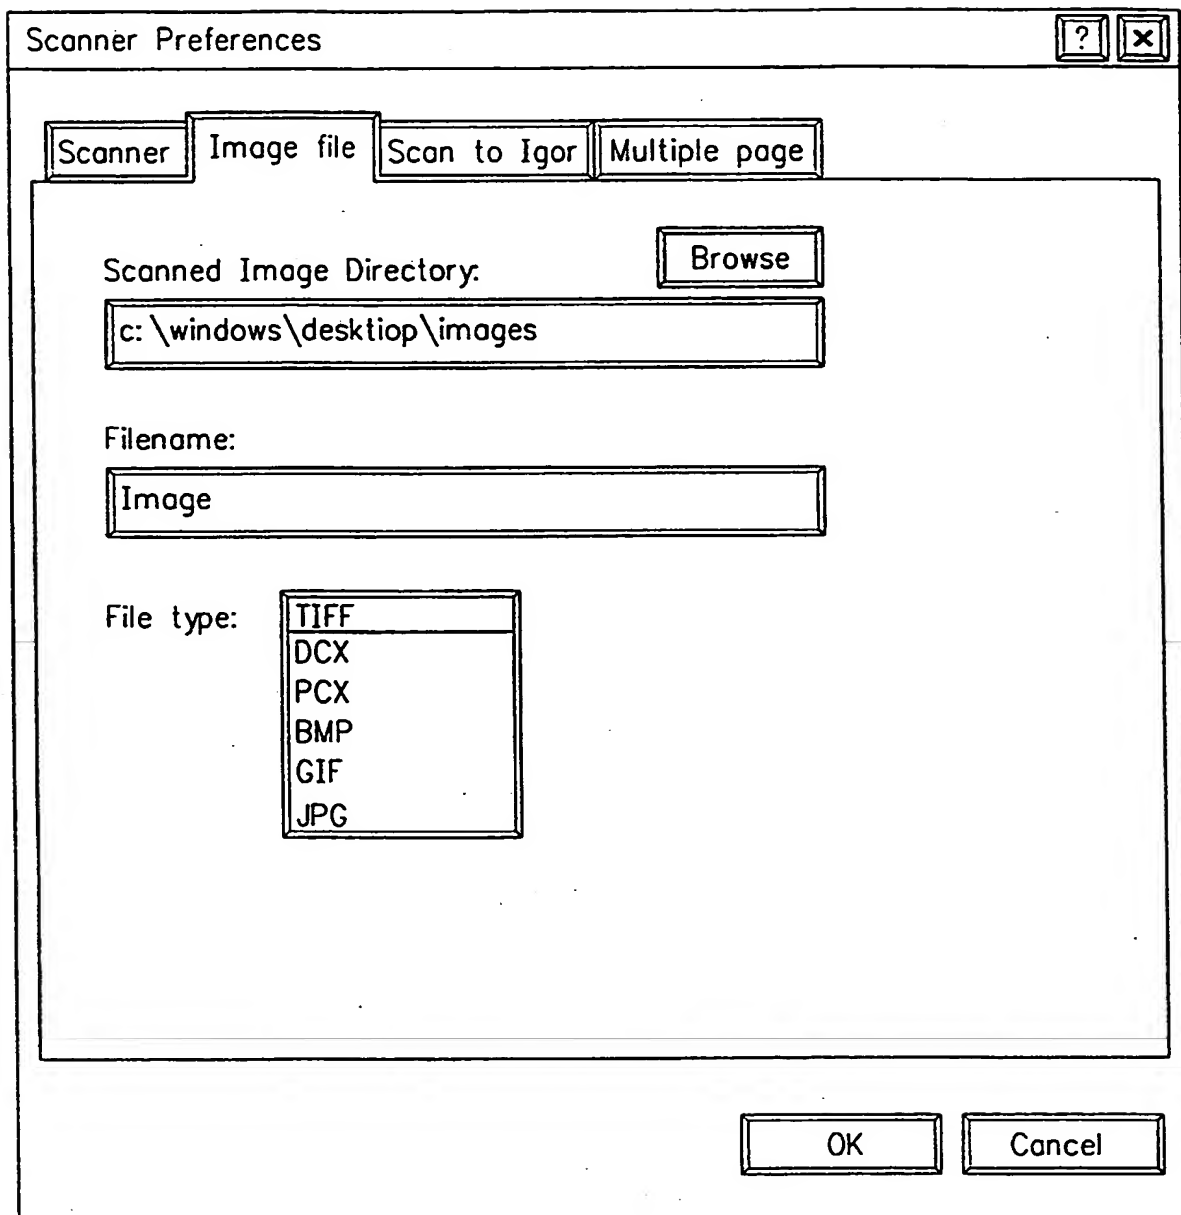 Scanner Preferences ? ×
Scanner Image file Scan to Igor Multiple page
Browse
Scanned Image Directory:
c: \windows\desktiop\images
Filename:
Image
File type: TIFF
DCX
PCX
BMP
GIF
JPG
OK Cancel